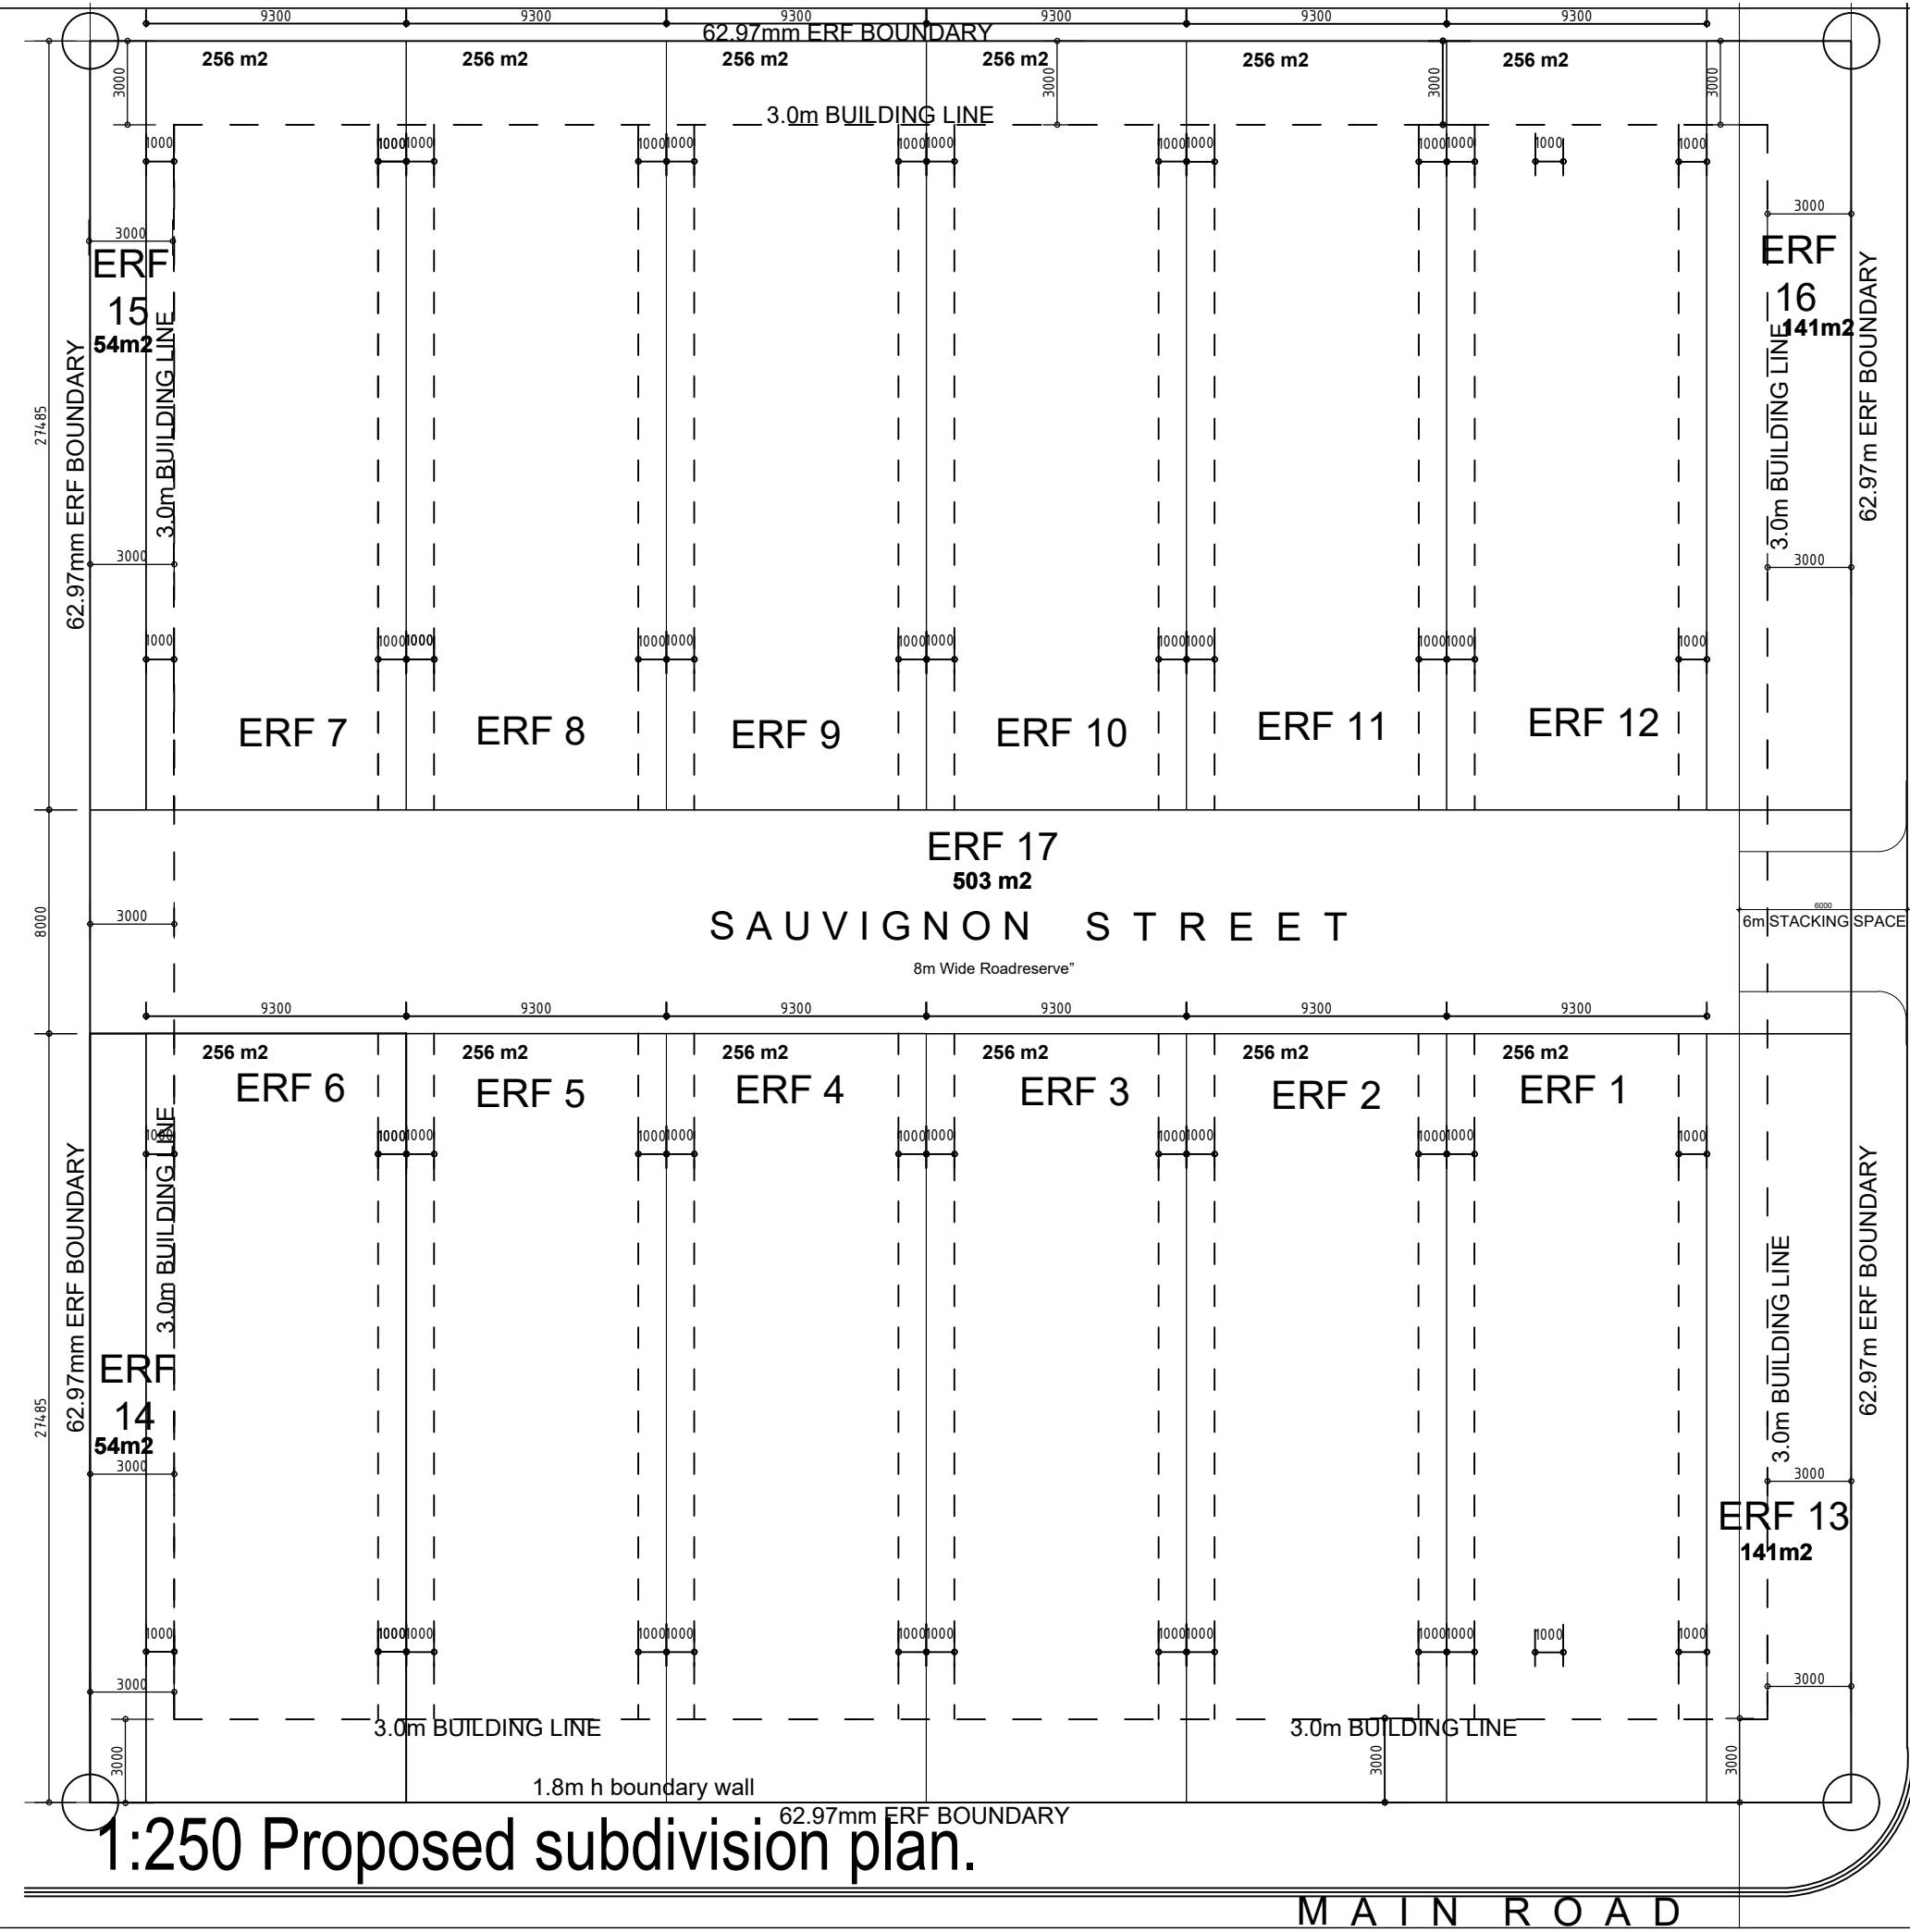 9300 9300 9300 9300 9300 9300
62.97mm ERF BOUNDARY
256 m2 256 m2 256 m2 256 m2 256 m2 256 m2
3000 3000 3000 3000
3.0m BUILDING LINE
1000 1000 1000 1000 1000 1000 1000 1000 1000 1000 1000 1000 1000
3000 3000
ERF
15
54m2
ERF
16
141m2
62.97mm ERF BOUNDARY
3.0m BUILDING LINE
3.0m BUILDING LINE
62.97m ERF BOUNDARY
27485
3000 3000
1000 1000 1000 1000 1000 1000 1000 1000 1000 1000 1000 1000
ERF 7 ERF 8 ERF 9 ERF 10 ERF 11 ERF 12
ERF 17
503 m2
8000
3000
SAUVIGNON STREET
6000
6m STACKING SPACE
8m Wide Roadreserve"
9300 9300 9300 9300 9300 9300
256 m2 256 m2 256 m2 256 m2 256 m2 256 m2
ERF 6 ERF 5 ERF 4 ERF 3 ERF 2 ERF 1
1000 1000 1000 1000 1000 1000 1000 1000 1000 1000 1000 1000
62.97mm ERF BOUNDARY
3.0m BUILDING LINE
3.0m BUILDING LINE
62.97m ERF BOUNDARY
27485
ERF
14
54m2
3000 3000
ERF 13
141m2
1000 1000 1000 1000 1000 1000 1000 1000 1000 1000 1000 1000 1000
3000 3000
3.0m BUILDING LINE 3.0m BUILDING LINE
3000 3000 3000
1.8m h boundary wall
62.97mm ERF BOUNDARY
1:250 Proposed subdivision plan.
MAIN ROAD